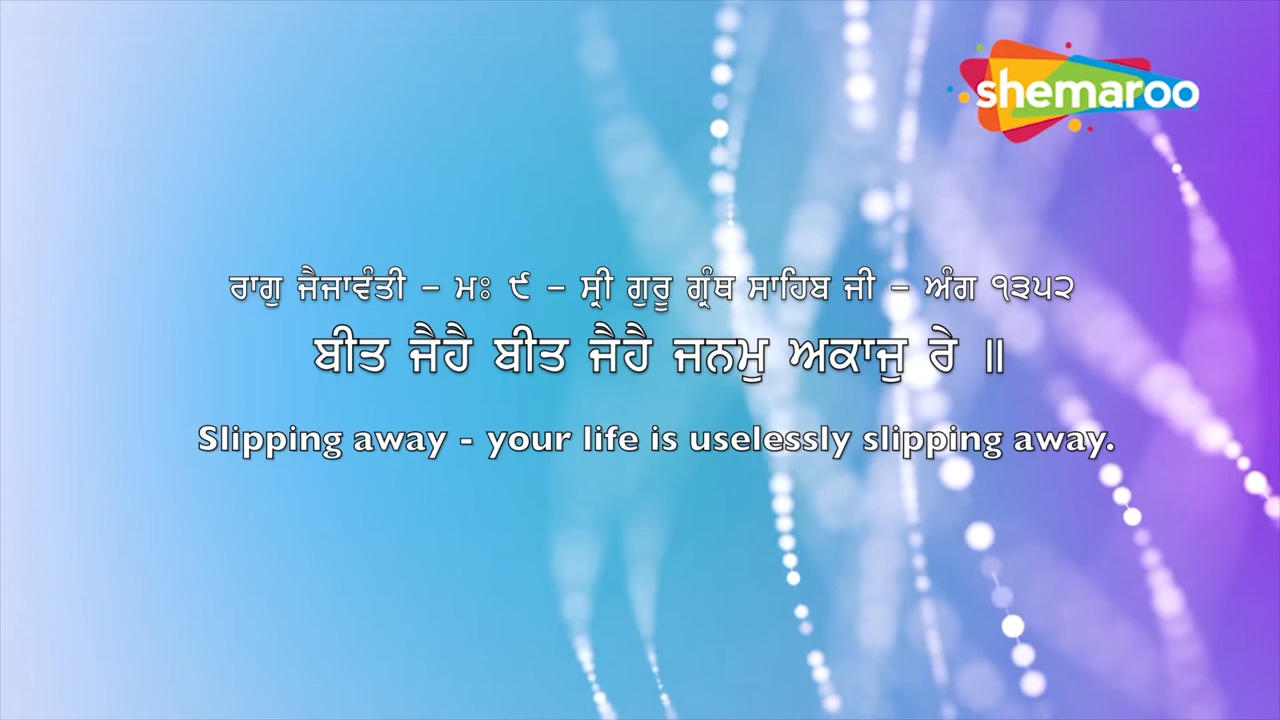 shemaroo
ਰਾਗੁ ਜੈਜਾਵੰਤੀ – ਮਃ ੯ – ਸ੍ਰੀ ਗੁਰੂ ਗ੍ਰੰਥ ਸਾਹਿਬ ਜੀ – ਅੰਗ ੧੩੫੨
ਬੀਤ ਜੈਹੈ ਬੀਤ ਜੈਹੈ ਜਨਮੁ ਅਕਾਜੁ ਰੇ ॥
Slipping away - your life is uselessly slipping away.